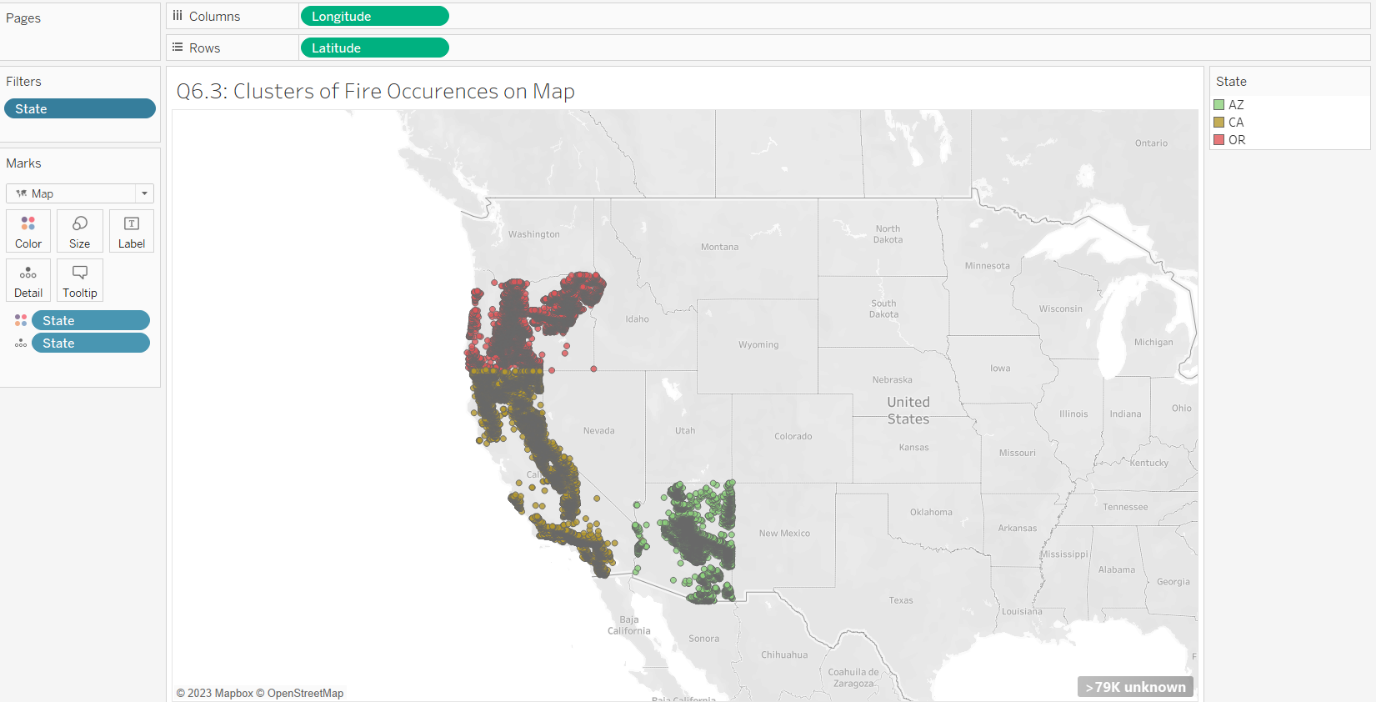 Pages
Columns
Longitude
Rows
Latitude
Filters
State
Marks
Map
Color
Size
Label
Detail
Tooltip
State
State
Q6.3: Clusters of Fire Occurences on Map
Ontario
Washington
Montana
North
Dakota
Minnesota
Idaho
South
Dakota
Wisconsin
Michigan
Wyoming
Iowa
Nebraska
United
States
Illinois
Indiana
Ohio
Nevada
Utah
Colorado
Kansas
Missouri
Kentucky
Cal
Oklahoma
Tennessee
Arkansas
New Mexico
Mississippi
Alabama
Georgia
Texas
Louisiana
Baja
California
Sonora
Chihuahua
Coahuila de
Zaragoza
F
Baja California
© 2023 Mapbox © OpenStreetMap
>79K unknown
State
AZ
CA
OR